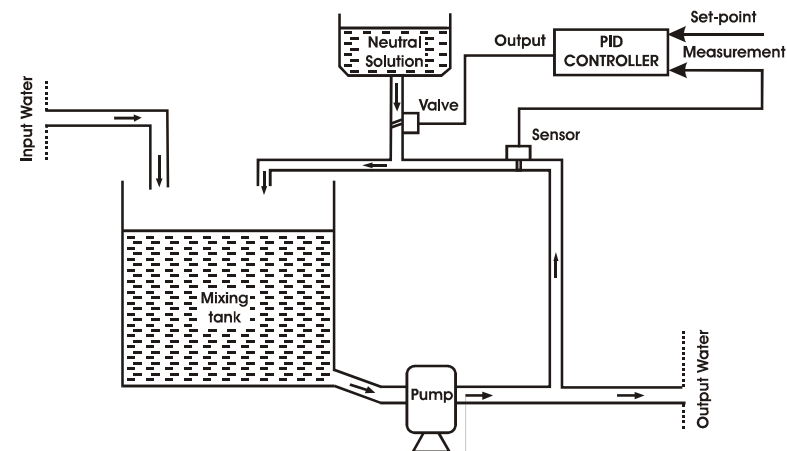 Set-point
Neutral
Solution
Output
PID
CONTROLLER
Measurement
Input Water
Valve
Sensor
Mixing
tank
Pump
Output Water